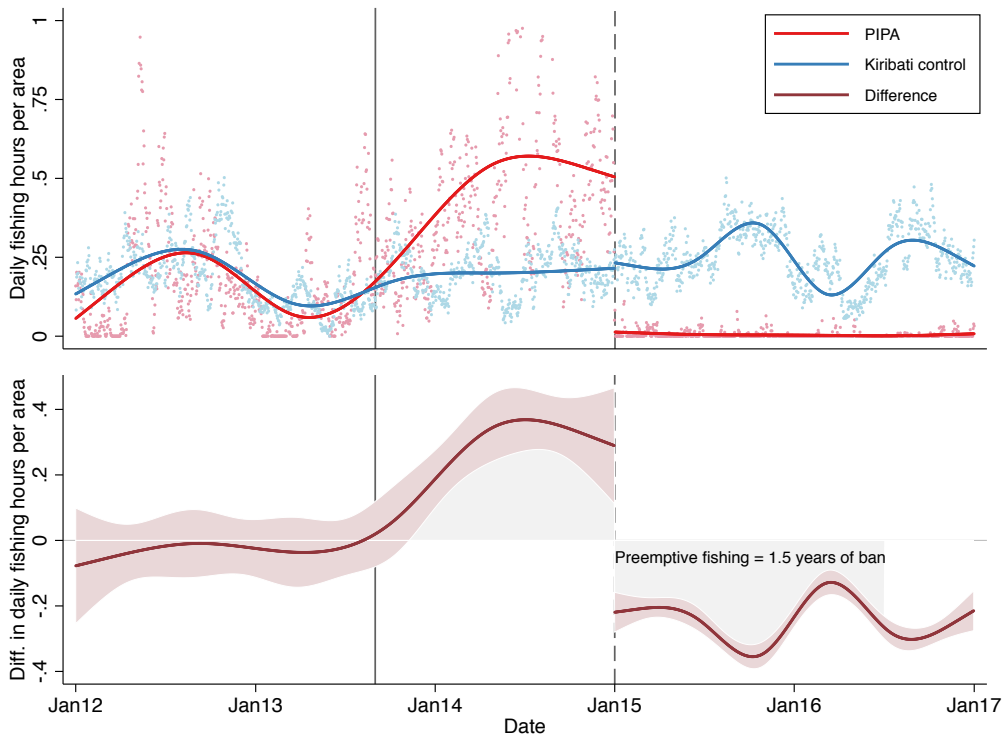 Daily fishing hours per area
1
.75
.5
.25
0
PIPA
Kiribati control
Difference
Diff. in daily fishing hours per area
.4
.2
0
-.2
-.4
Preemptive fishing = 1.5 years of ban
Jan12
Jan13
Jan14
Jan15
Jan16
Jan17
Date